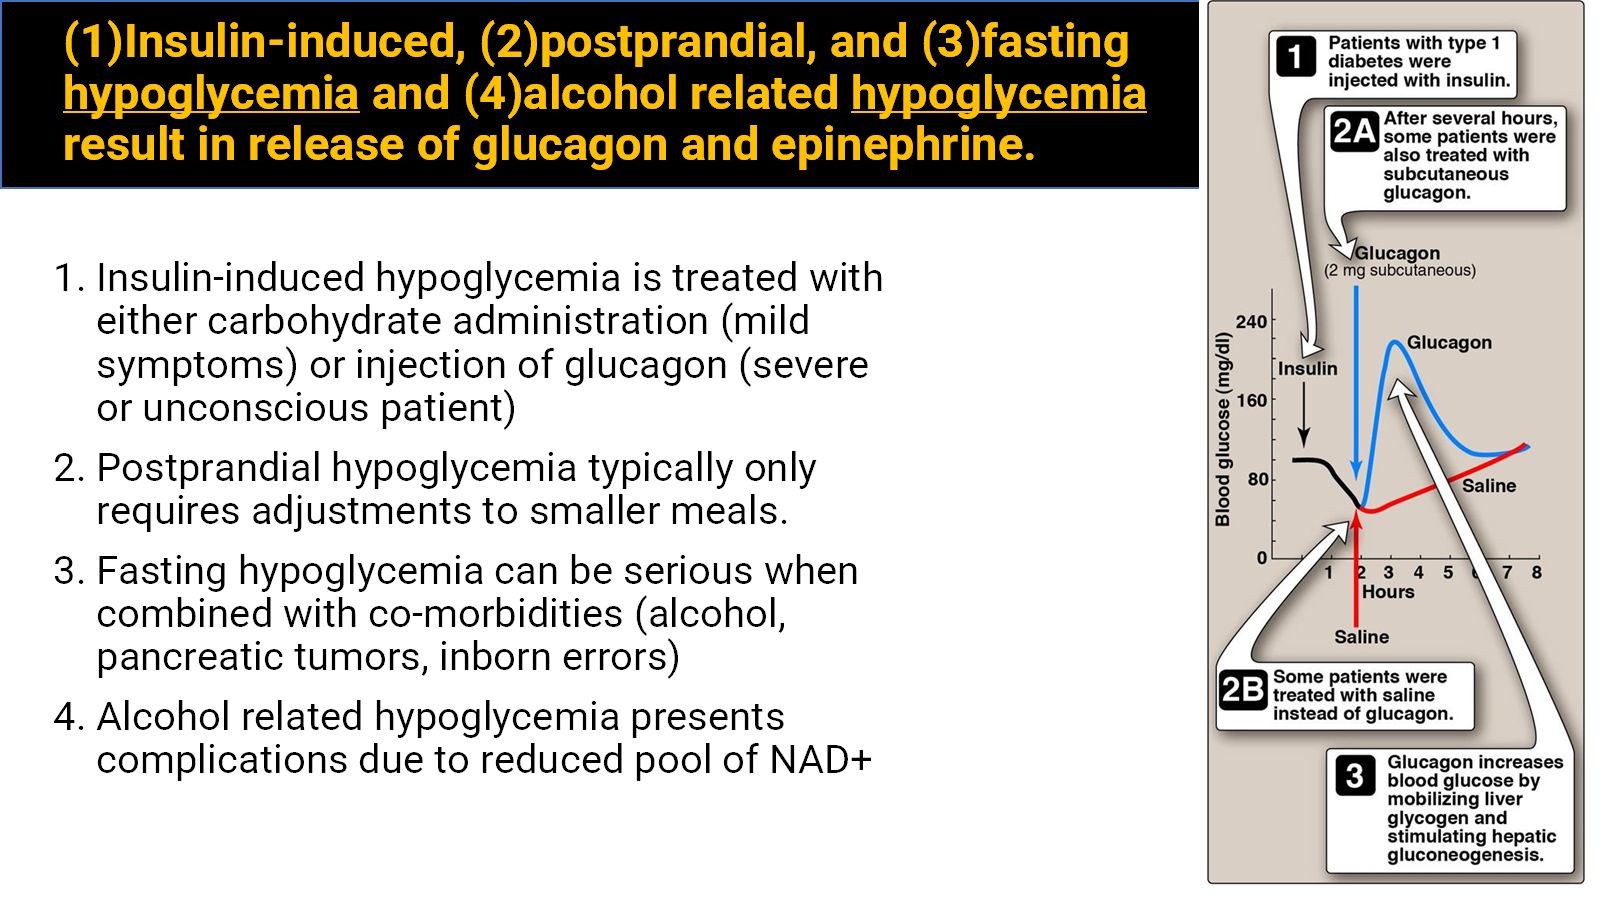 (1)Insulin-induced, (2)postprandial, and (3)fasting
hypoglycemia and (4)alcohol related hypoglycemia
result in release of glucagon and epinephrine.
1. Insulin-induced hypoglycemia is treated with
either carbohydrate administration (mild
symptoms) or injection of glucagon (severe
or unconscious patient)
2. Postprandial hypoglycemia typically only
requires adjustments to smaller meals.
3. Fasting hypoglycemia can be serious when
combined with co-morbidities (alcohol,
pancreatic tumors, inborn errors)
4. Alcohol related hypoglycemia presents
complications due to reduced pool of NAD+
1 Patients with type 1
diabetes were
injected with insulin.
2A After several hours,
some patients were
also treated with
subcutaneous
glucagon.
Glucagon
(2 mg subcutaneous)
Blood glucose (mg/dl)
240
160
80
0
Insulin
Glucagon
Saline
1 2 3 4 5 6 7 8
Hours
Saline
2B Some patients were
treated with saline
instead of glucagon.
3 Glucagon increases
blood glucose by
mobilizing liver
glycogen and
stimulating hepatic
gluconeogenesis.